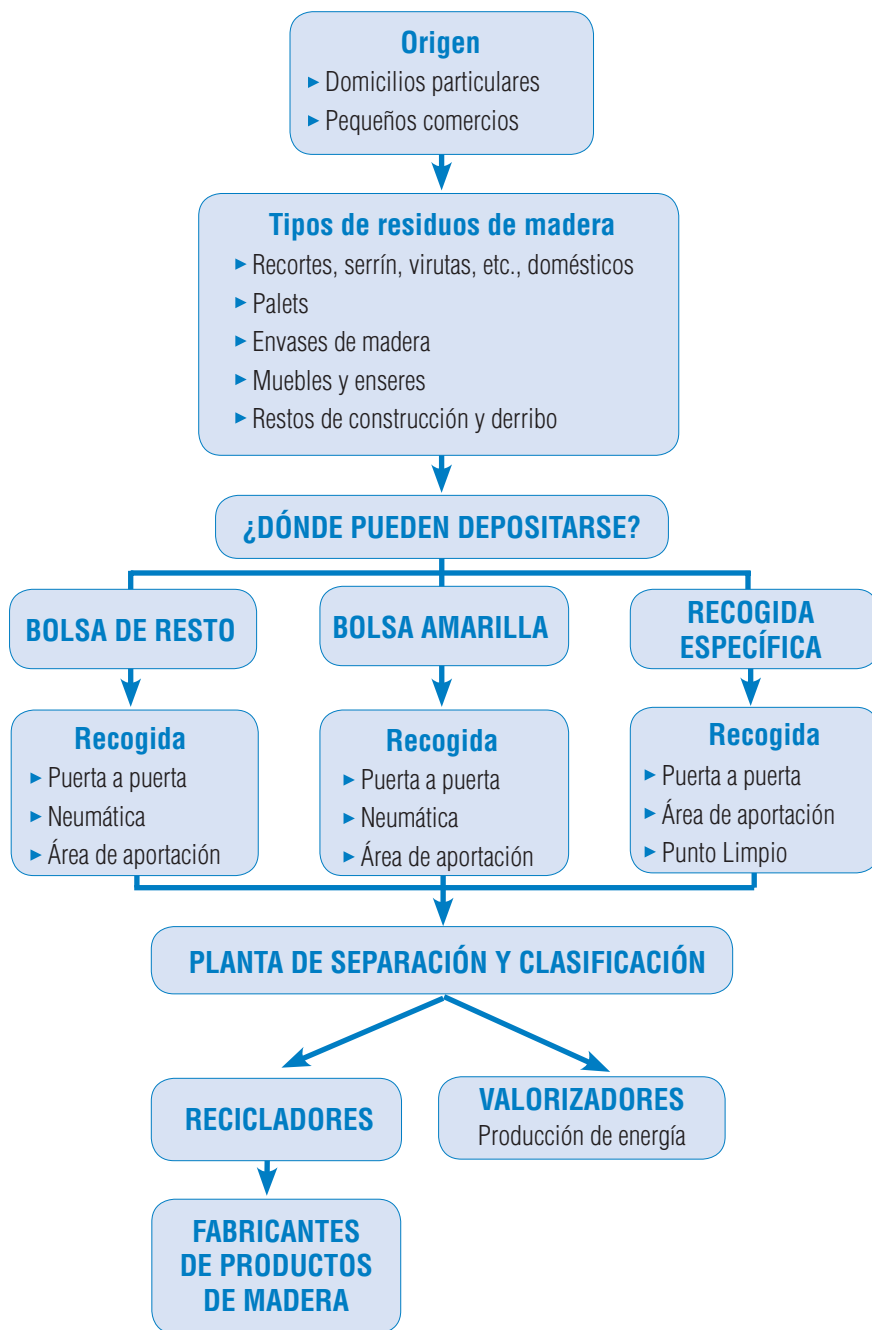 Origen
► Domicilios particulares
► Pequeños comercios
Tipos de residuos de madera
► Recortes, serrín, virutas, etc., domésticos
► Palets
► Envases de madera
► Muebles y enseres
► Restos de construcción y derribo
¿DÓNDE PUEDEN DEPOSITARSE?
BOLSA DE RESTO
BOLSA AMARILLA
RECOGIDA
ESPECÍFICA
Recogida
► Puerta a puerta
► Neumática
► Área de aportación
Recogida
► Puerta a puerta
► Neumática
► Área de aportación
Recogida
► Puerta a puerta
► Área de aportación
► Punto Limpio
PLANTA DE SEPARACIÓN Y CLASIFICACIÓN
RECICLADORES
VALORIZADORES
Producción de energía
FABRICANTES
DE PRODUCTOS
DE MADERA